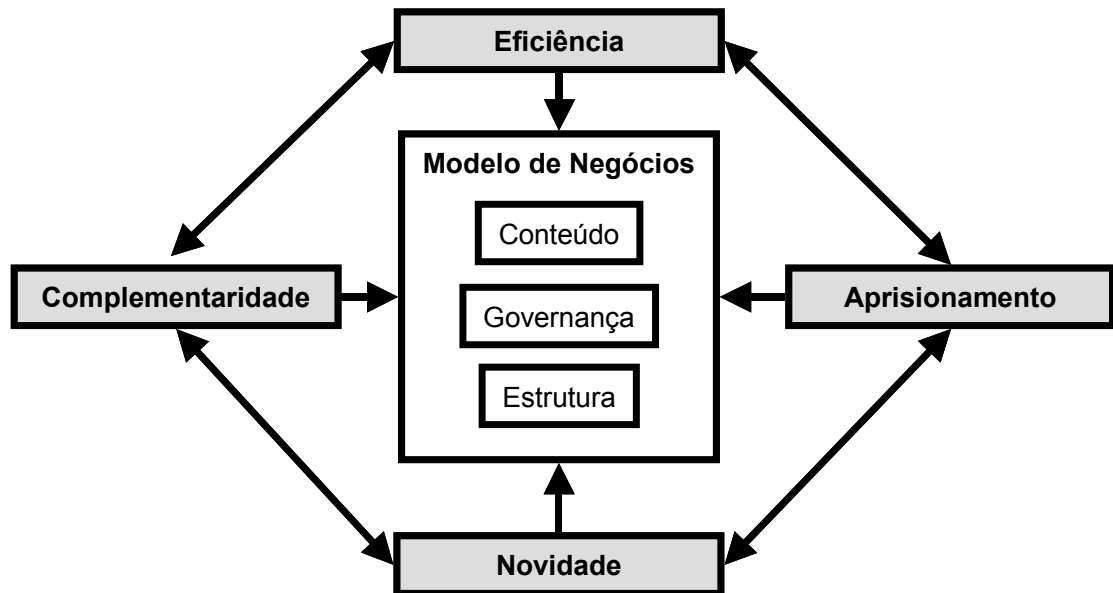 Eficiência
Modelo de Negócios
Conteúdo
Complementaridade
Governança
Aprisionamento
Estrutura
Novidade